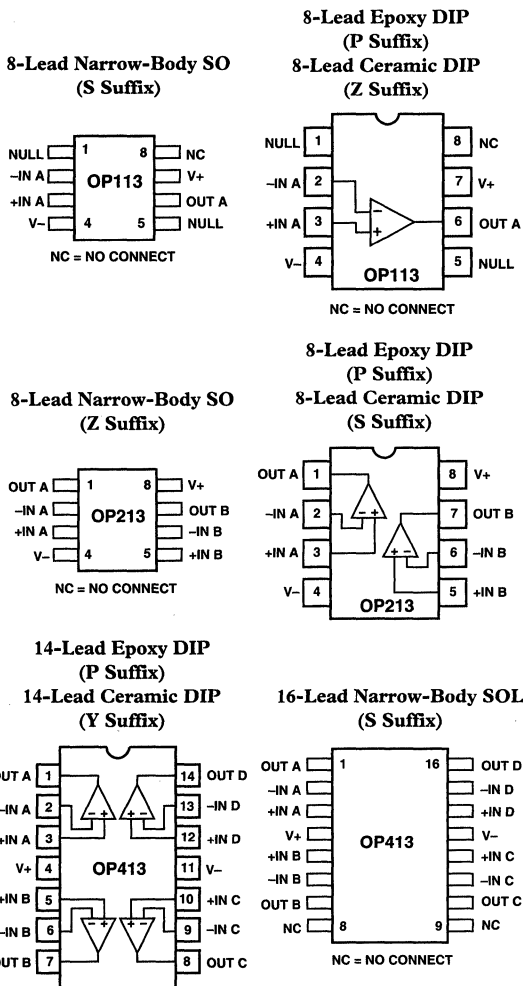 8-Lead Narrow-Body SO
(S Suffix)
NULL 1 8 NC
–IN A V+
OP113
+IN A OUT A
V– 4 5 NULL
NC = NO CONNECT
8-Lead Epoxy DIP
(P Suffix)
8-Lead Ceramic DIP
(Z Suffix)
NULL 1 8 NC
–IN A 2 7 V+
–
+IN A 3 + 6 OUT A
V– 4 5 NULL
OP113
NC = NO CONNECT
8-Lead Narrow-Body SO
(Z Suffix)
OUT A 1 8 V+
–IN A OUT B
OP213
+IN A –IN B
V– 4 5 +IN B
NC = NO CONNECT
8-Lead Epoxy DIP
(P Suffix)
8-Lead Ceramic DIP
(S Suffix)
OUT A 1 8 V+
–IN A 2 – + 7 OUT B
+IN A 3 + – 6 –IN B
V– 4 5 +IN B
OP213
14-Lead Epoxy DIP
(P Suffix)
14-Lead Ceramic DIP
(Y Suffix)
OUT A 1 14 OUT D
–IN A 2 – + + – 13 –IN D
+IN A 3 12 +IN D
V+ 4 OP413 11 V–
+IN B 5 10 +IN C
–IN B 6 – + + – 9 –IN C
OUT B 7 8 OUT C
16-Lead Narrow-Body SOL
(S Suffix)
OUT A 1 16 OUT D
–IN A –IN D
+IN A +IN D
V+ V–
OP413
+IN B +IN C
–IN B –IN C
OUT B OUT C
NC 8 9 NC
NC = NO CONNECT